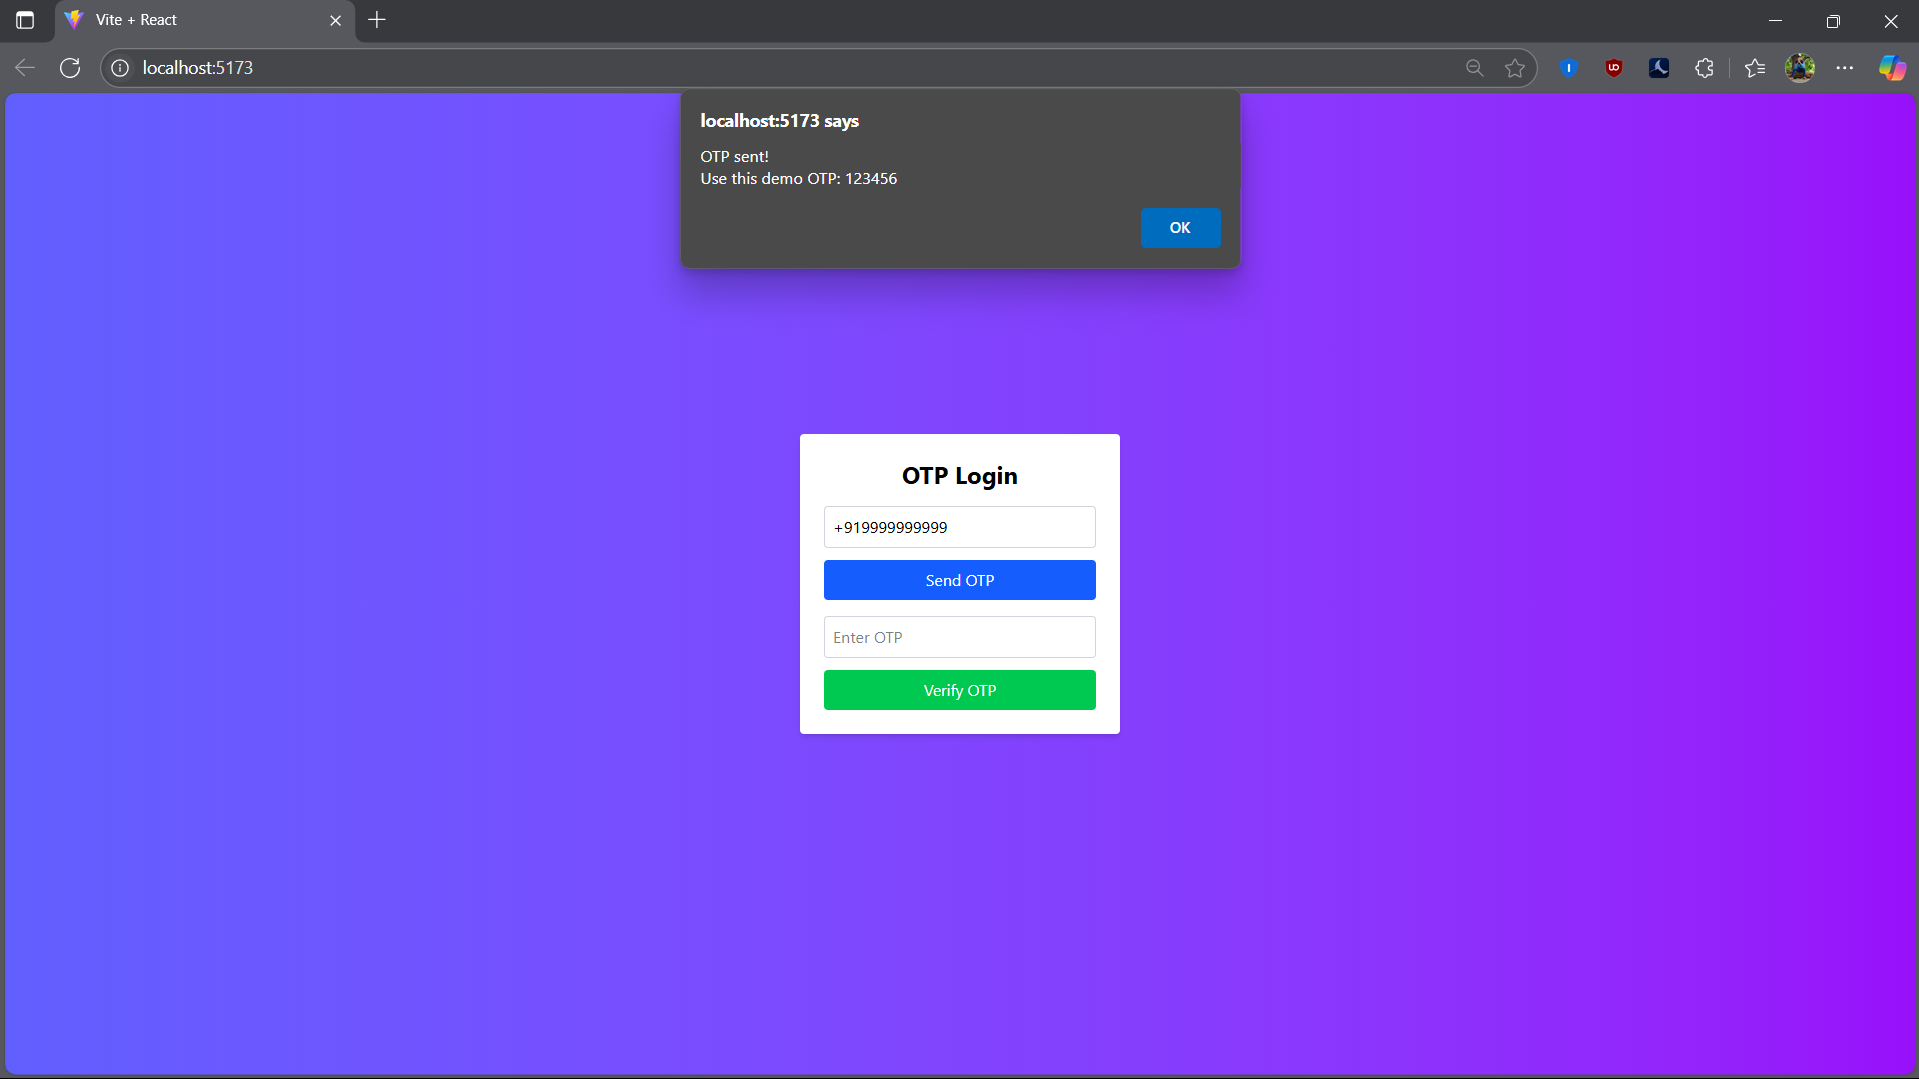 Vite + React
localhost:5173
localhost:5173 says
OTP sent!
Use this demo OTP: 123456
OK
OTP Login
+919999999999
Send OTP
Enter OTP
Verify OTP